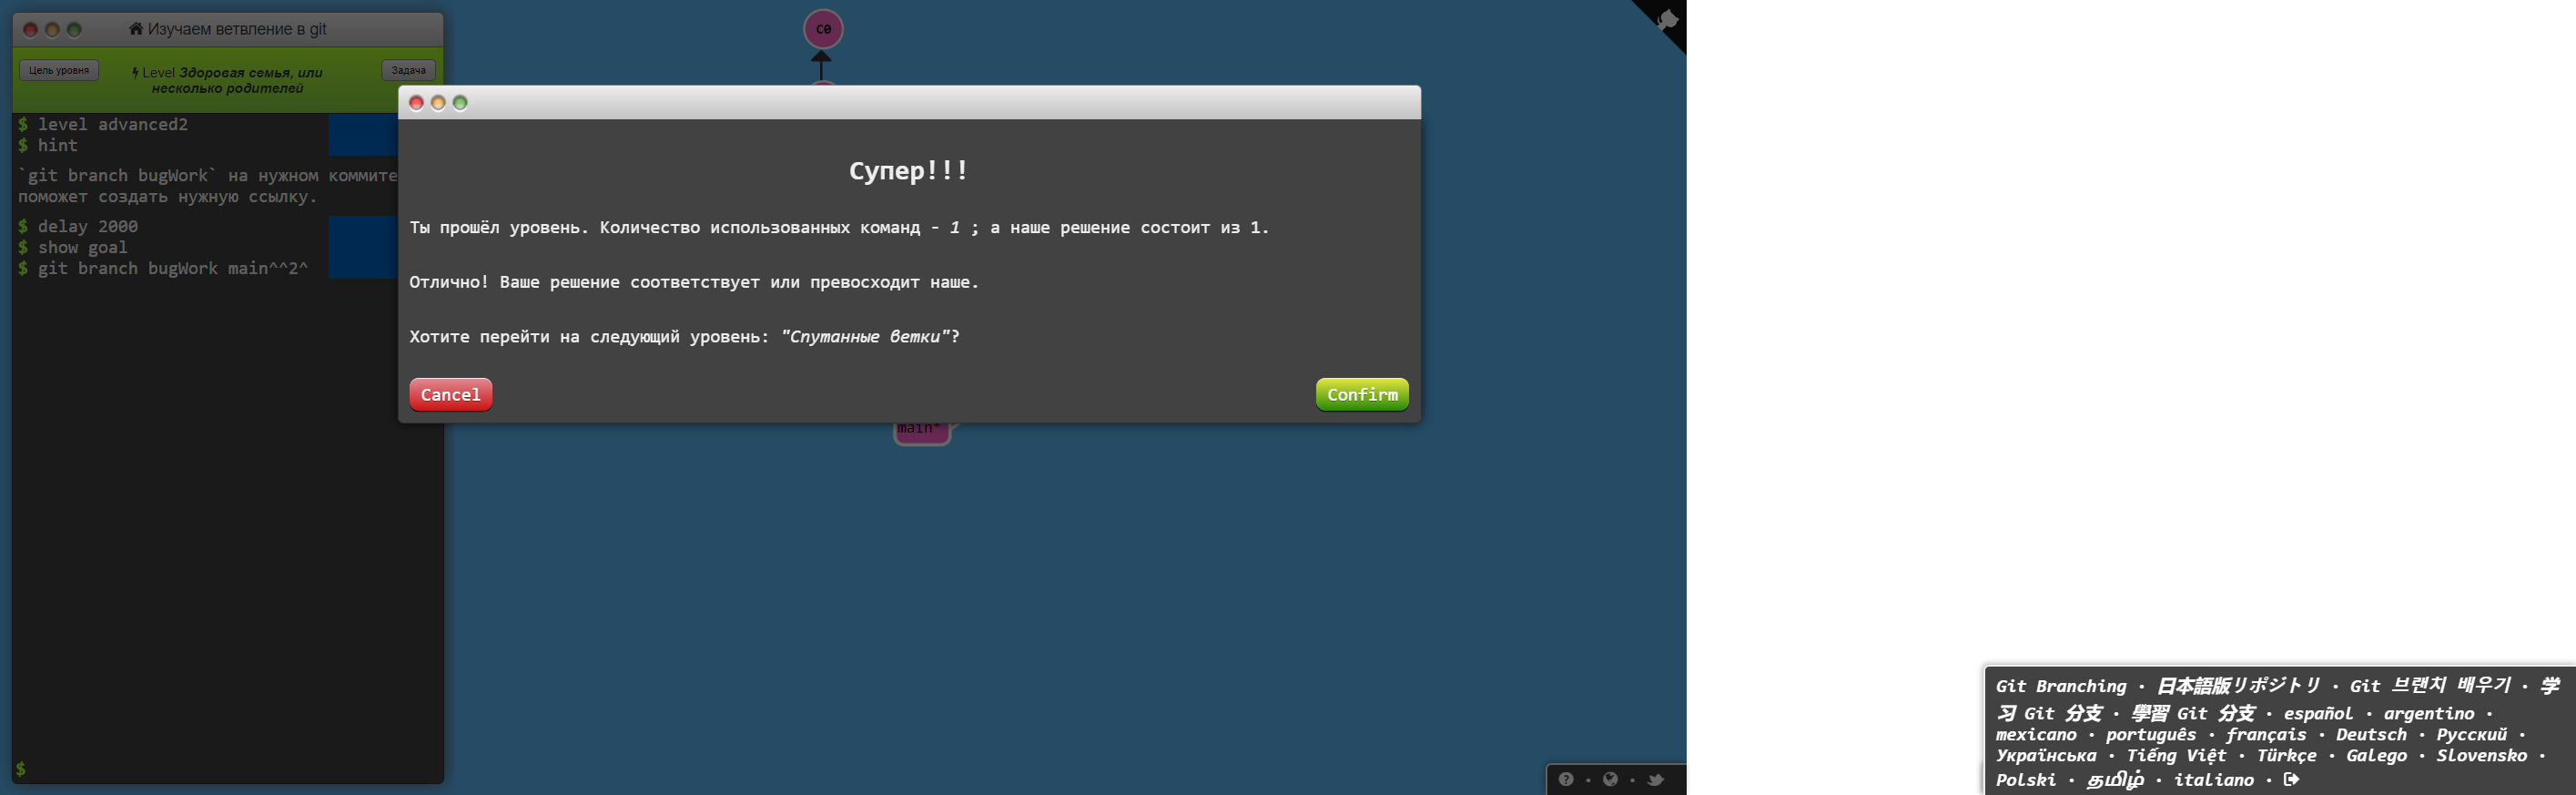 Изучаем ветвление в git
Цель уровня
Level Здоровая семья, или
несколько родителей
Задача
$ level advanced2
$ hint
`git branch bugWork` на нужном коммите
поможет создать нужную ссылку.
$ delay 2000
$ show goal
$ git branch bugWork main^^2^
$
C0
Супер!!!
Ты прошёл уровень. Количество использованных команд - 1 ; а наше решение состоит из 1.
Отлично! Ваше решение соответствует или превосходит наше.
Хотите перейти на следующий уровень: "Спутанные ветки"?
Cancel
Confirm
main*
Git Branching · 日本語版リポジトリ · Git 브랜치 배우기 · 学
习 Git 分支 · 學習 Git 分支 · español · argentino ·
mexicano · português · français · Deutsch · Русский ·
Українська · Tiếng Việt · Türkçe · Galego · Slovensko ·
Polski · தமிழ் · italiano ·